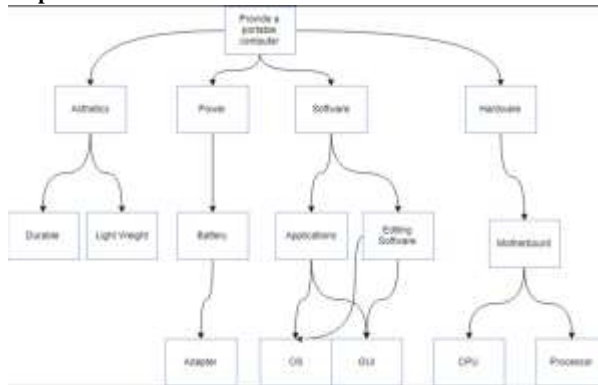 Provide a
portable
computer
Asthetics
Power
Software
Hardware
Durable
Light Weight
Battery
Applications
Editing
Software
Motherbound
Adapter
OS
GUI
CPU
Processor